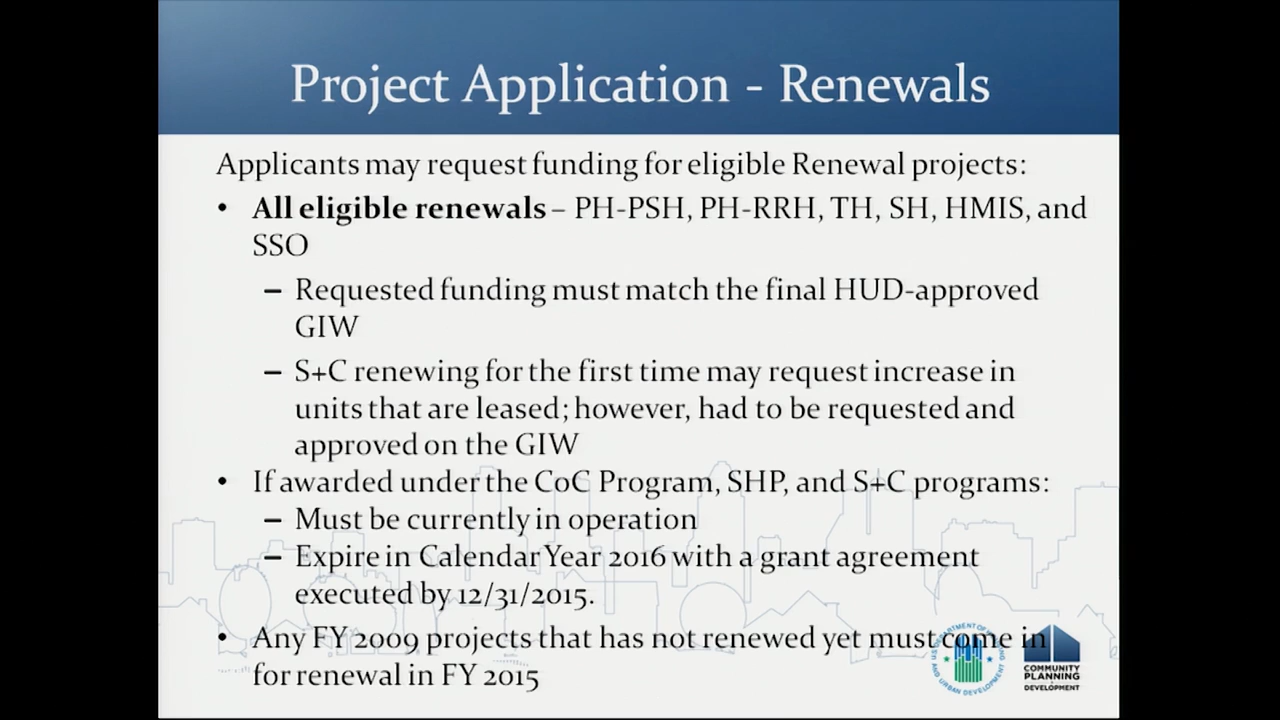 Project Application - Renewals
Applicants may request funding for eligible Renewal projects:
• All eligible renewals – PH-PSH, PH-RRH, TH, SH, HMIS, and
SSO
– Requested funding must match the final HUD-approved
GIW
– S+C renewing for the first time may request increase in
units that are leased; however, had to be requested and
approved on the GIW
• If awarded under the CoC Program, SHP, and S+C programs:
– Must be currently in operation
– Expire in Calendar Year 2016 with a grant agreement
executed by 12/31/2015.
• Any FY 2009 projects that has not renewed yet must come in
for renewal in FY 2015
COMMUNITY
PLANNING
DEVELOPMENT